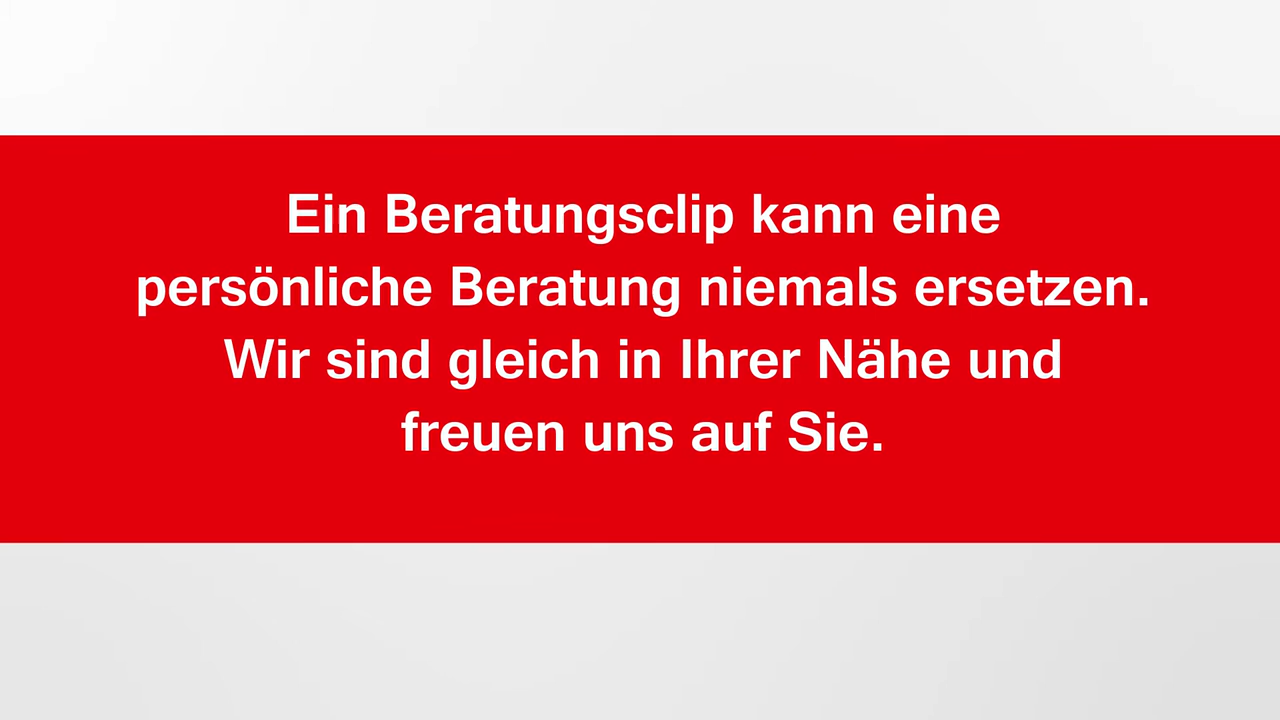 Ein Beratungsclip kann eine
persönliche Beratung niemals ersetzen.
Wir sind gleich in Ihrer Nähe und
freuen uns auf Sie.